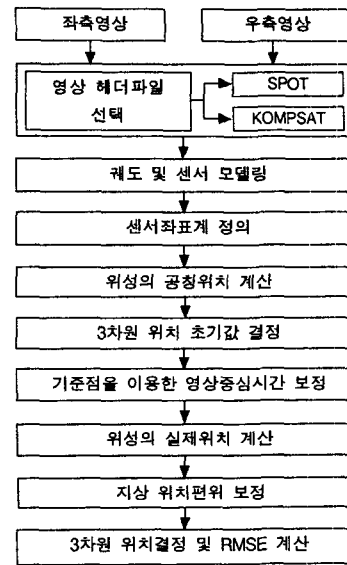 좌측영상
우측영상
영상 헤더파일
선택
SPOT
KOMPSAT
궤도 및 센서 모델링
센서좌표계 정의
위성의 공칭위치 계산
3차원 위치 초기값 결정
기준점을 이용한 영상중심시간 보정
위성의 실제위치 계산
지상 위치편위 보정
3차원 위치결정 및 RMSE 계산